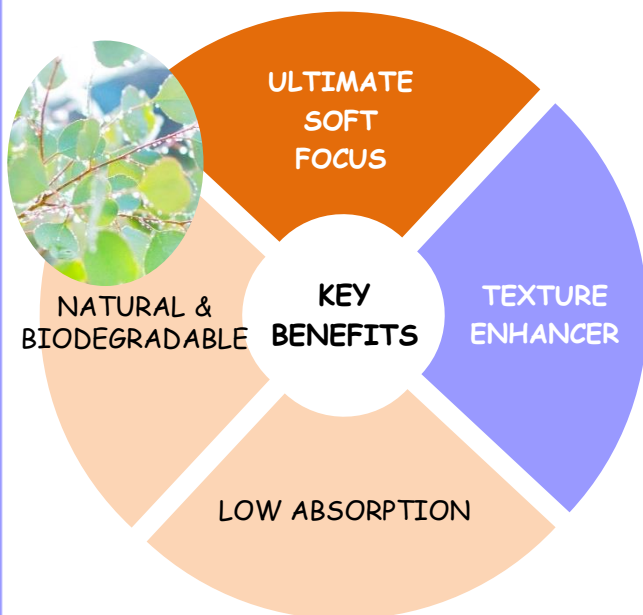 ULTIMATE
SOFT
FOCUS
KEY
BENEFITS
TEXTURE
ENHANCER
NATURAL &
BIODEGRADABLE
LOW ABSORPTION